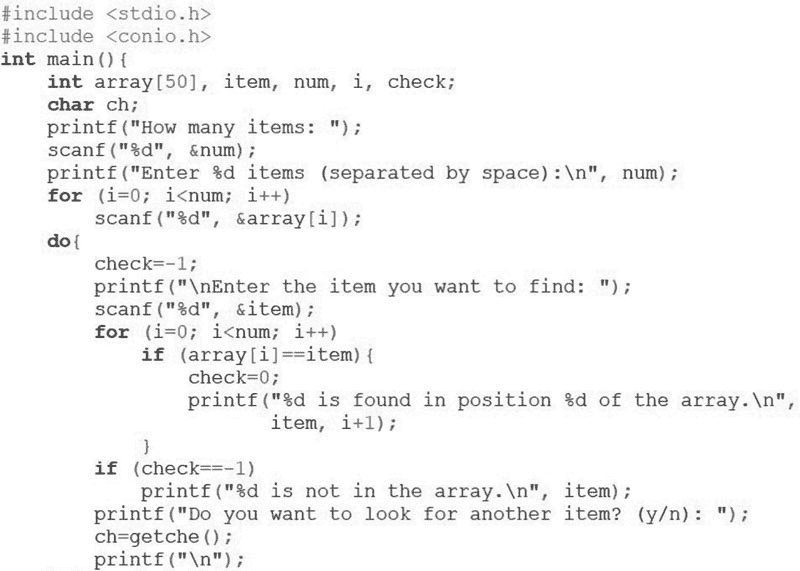 #include <stdio.h>
#include <conio.h>
int main(){
    int array[50], item, num, i, check;
    char ch;
    printf("How many items: ");
    scanf("%d", &num);
    printf("Enter %d items (separated by space):\n", num);
    for (i=0; i<num; i++)
        scanf("%d", &array[i]);
    do{
        check=-1;
        printf("\nEnter the item you want to find: ");
        scanf("%d", &item);
        for (i=0; i<num; i++)
            if (array[i]==item){
                check=0;
                printf("%d is found in position %d of the array.\n",
                       item, i+1);
            }
        if (check==-1)
            printf("%d is not in the array.\n", item);
        printf("Do you want to look for another item? (y/n): ");
        ch=getche();
        printf("\n");